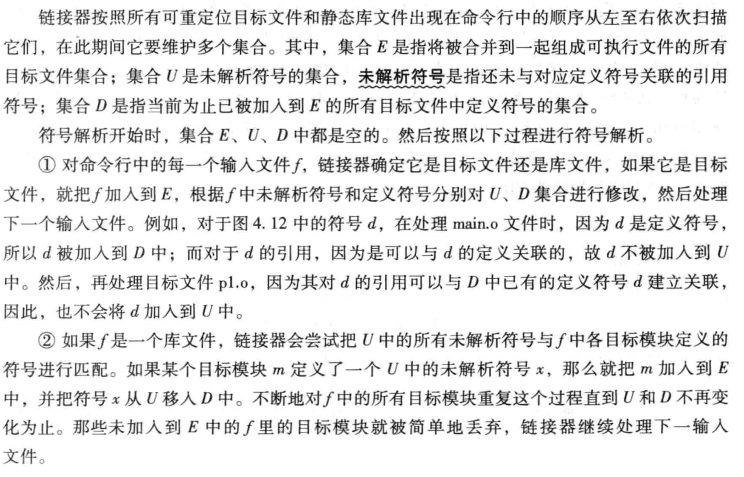 链接器按照所有可重定位目标文件和静态库文件出现在命令行中的顺序从左至右依次扫描
它们，在此期间它要维护多个集合。其中，集合 E 是指将被合并到一起组成可执行文件的所有
目标文件集合；集合 U 是未解析符号的集合，未解析符号是指还未与对应定义符号关联的引用
符号；集合 D 是指当前为止已被加入到 E 的所有目标文件中定义符号的集合。
符号解析开始时，集合 E、U、D 中都是空的。然后按照以下过程进行符号解析。
① 对命令行中的每一个输入文件 f，链接器确定它是目标文件还是库文件，如果它是目标
文件，就把 f 加入到 E，根据 f 中未解析符号和定义符号分别对 U、D 集合进行修改，然后处理
下一个输入文件。例如，对于图 4.12 中的符号 d，在处理 main.o 文件时，因为 d 是定义符号，
所以 d 被加入到 D 中；而对于 d 的引用，因为是可以与 d 的定义关联的，故 d 不被加入到 U
中。然后，再处理目标文件 p1.o，因为其对 d 的引用可以与 D 中已有的定义符号 d 建立关联，
因此，也不会将 d 加入到 U 中。
② 如果 f 是一个库文件，链接器会尝试把 U 中的所有未解析符号与 f 中各目标模块定义的
符号进行匹配。如果某个目标模块 m 定义了一个 U 中的未解析符号 x，那么就把 m 加入到 E
中，并把符号 x 从 U 移入 D 中。不断地对 f 中的所有目标模块重复这个过程直到 U 和 D 不再变
化为止。那些未加入到 E 中的 f 里的目标模块就被简单地丢弃，链接器继续处理下一输入
文件。